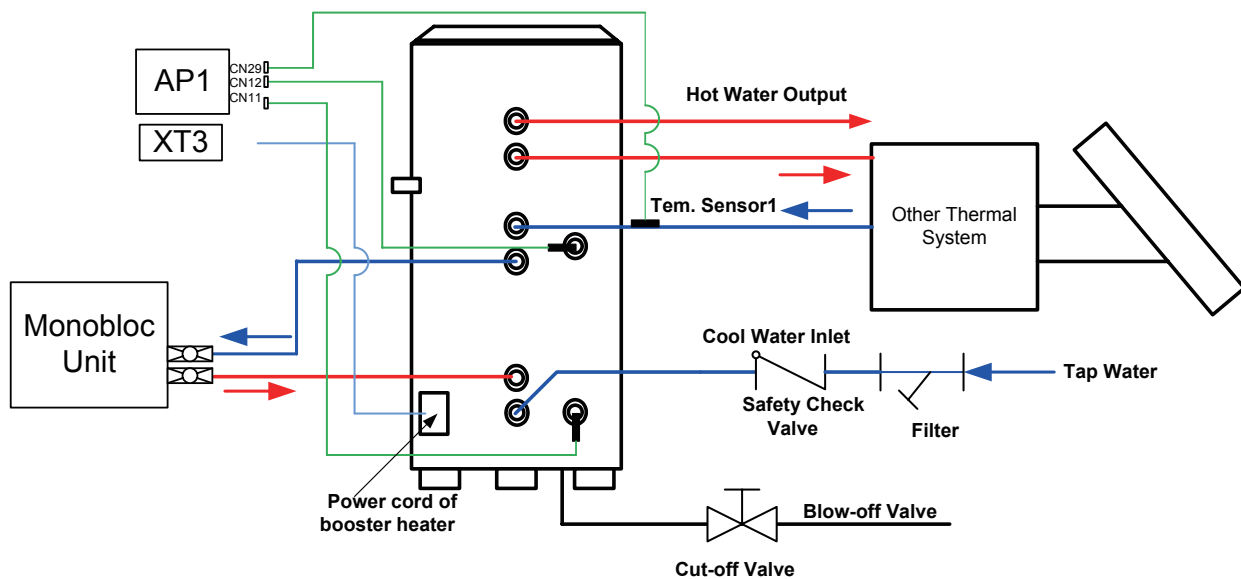 AP1
CN29
CN12
CN11
XT3
Hot Water Output
Tem. Sensor1
Other Thermal
System
Monobloc
Unit
Cool Water Inlet
Tap Water
Safety Check
Valve
Filter
Power cord of
booster heater
Blow-off Valve
Cut-off Valve